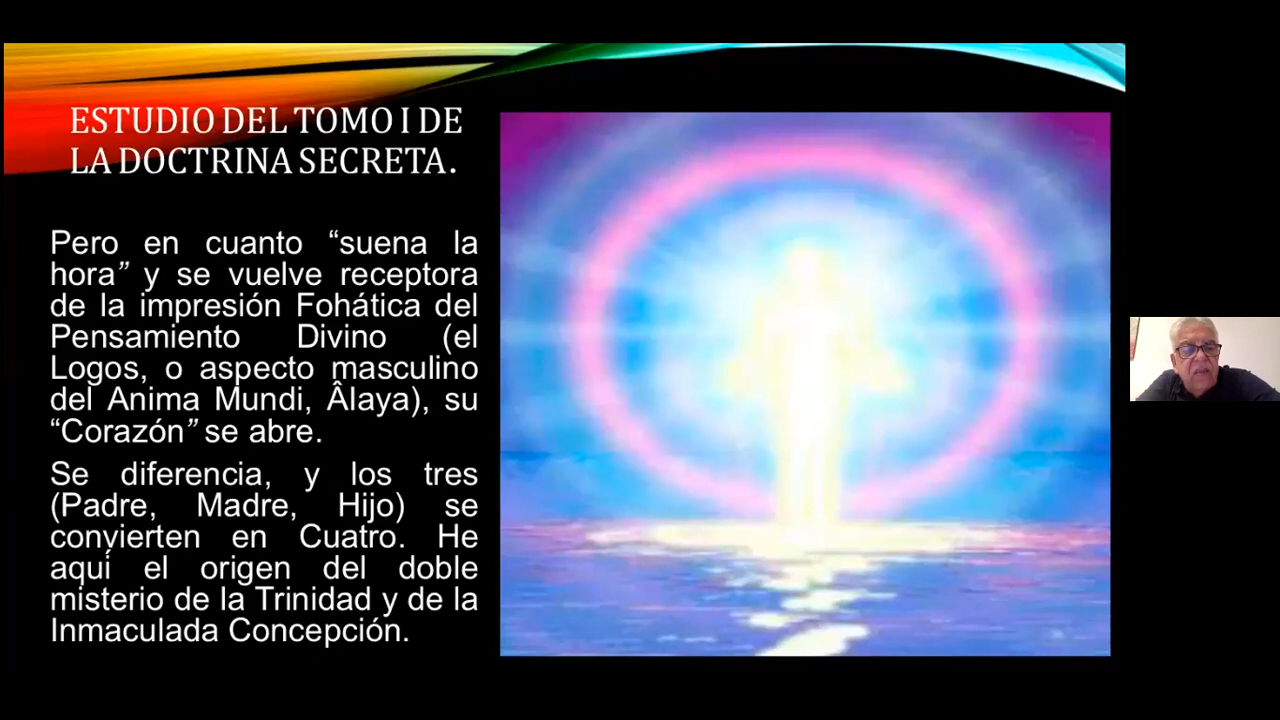 ESTUDIO DEL TOMO I DE
LA DOCTRINA SECRETA.
Pero en cuanto “suena la
hora” y se vuelve receptora
de la impresión Fohática del
Pensamiento Divino (el
Logos, o aspecto masculino
del Anima Mundi, Âlaya), su
“Corazón” se abre.
Se diferencia, y los tres
(Padre, Madre, Hijo) se
convierten en Cuatro. He
aquí el origen del doble
misterio de la Trinidad y de la
Inmaculada Concepción.